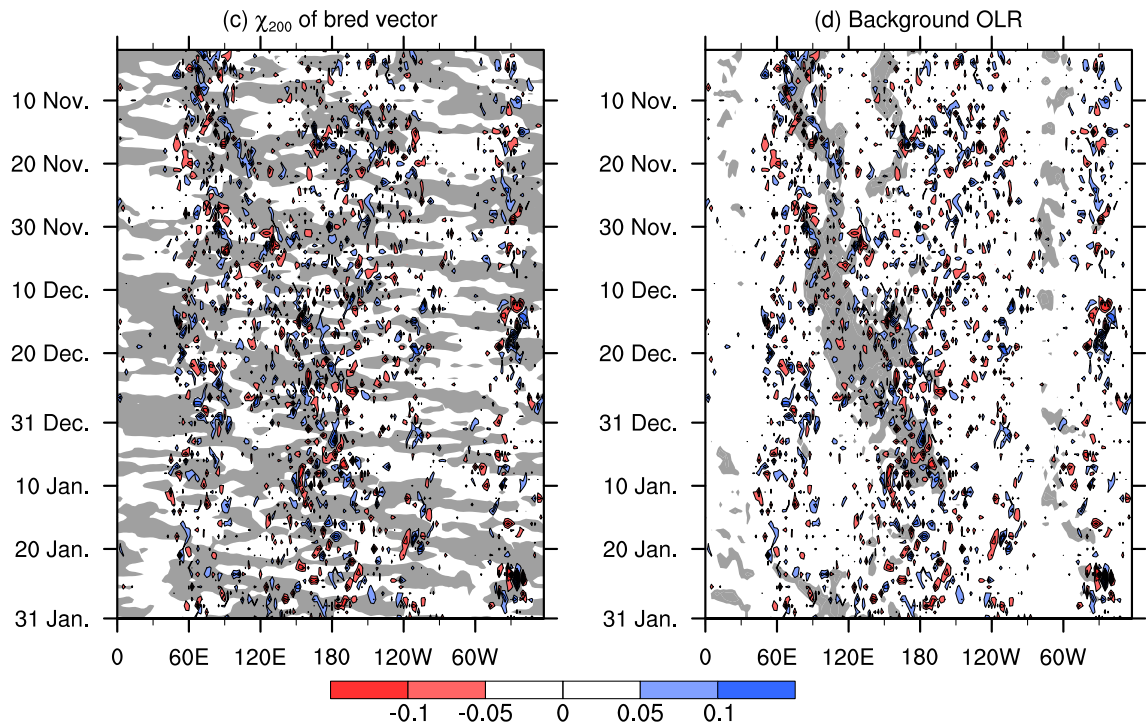 (c) χ200 of bred vector
(d) Background OLR
10 Nov.
20 Nov.
30 Nov.
10 Dec.
20 Dec.
31 Dec.
10 Jan.
20 Jan.
31 Jan.
10 Nov.
20 Nov.
30 Nov.
10 Dec.
20 Dec.
31 Dec.
10 Jan.
20 Jan.
31 Jan.
0 60E 120E 180 120W 60W
0 60E 120E 180 120W 60W
-0.1 -0.05 0 0.05 0.1